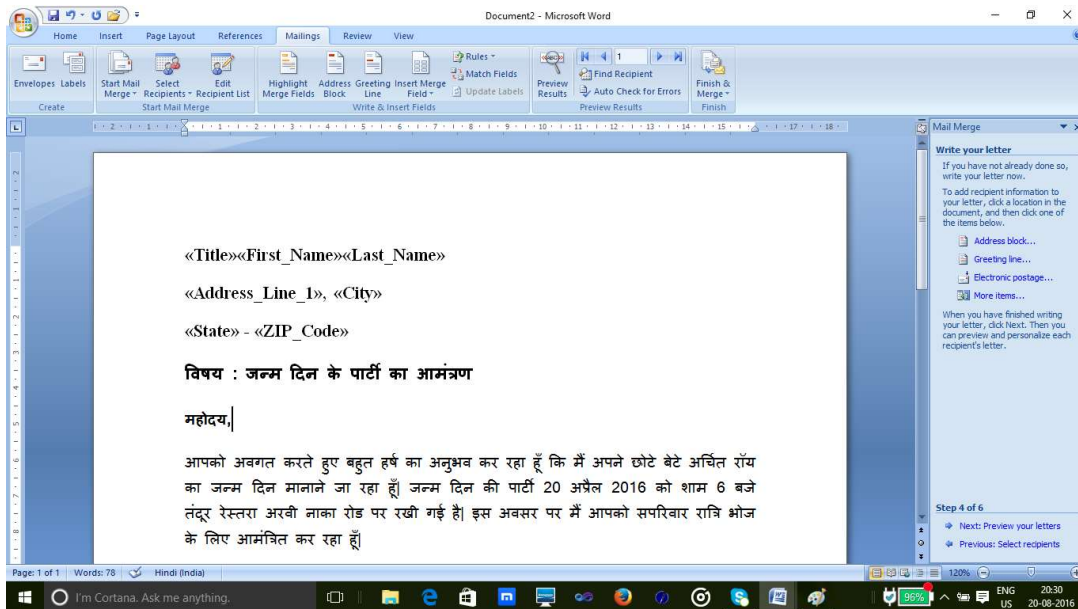 Document2 - Microsoft Word
Home Insert Page Layout References Mailings Review View
Envelopes Labels
Create
Start Mail Merge Select Recipients Edit Recipient List
Start Mail Merge
Highlight Merge Fields Address Block Greeting Line Insert Merge Field
Rules
Match Fields
Update Labels
Write & Insert Fields
Preview Results
1
Find Recipient
Auto Check for Errors
Preview Results
Finish & Merge
Finish
Mail Merge
Write your letter
If you have not already done so,
write your letter now.
To add recipient information to
your letter, click a location in the
document, and then click one of
the items below.
Address block...
Greeting line...
Electronic postage...
More items...
When you have finished writing
your letter, click Next. Then you
can preview and personalize each
recipient's letter.
Step 4 of 6
Next: Preview your letters
Previous: Select recipients
«Title»«First_Name»«Last_Name»
«Address_Line_1», «City»
«State» - «ZIP_Code»
विषय : जन्म दिन के पार्टी का आमंत्रण
महोदय,
आपको अवगत करते हुए बहुत हर्ष का अनुभव कर रहा हूँ कि मैं अपने छोटे बेटे अर्चित रॉय
का जन्म दिन मानाने जा रहा हूँ| जन्म दिन की पार्टी 20 अप्रैल 2016 को शाम 6 बजे
तंदूर रेस्तरा अरवी नाका रोड पर रखी गई है| इस अवसर पर मैं आपको सपरिवार रात्रि भोज
के लिए आमंत्रित कर रहा हूँ|
Page: 1 of 1 Words: 78 Hindi (India) 120%
I'm Cortana. Ask me anything.
96% ENG US 20:30 20-08-2016